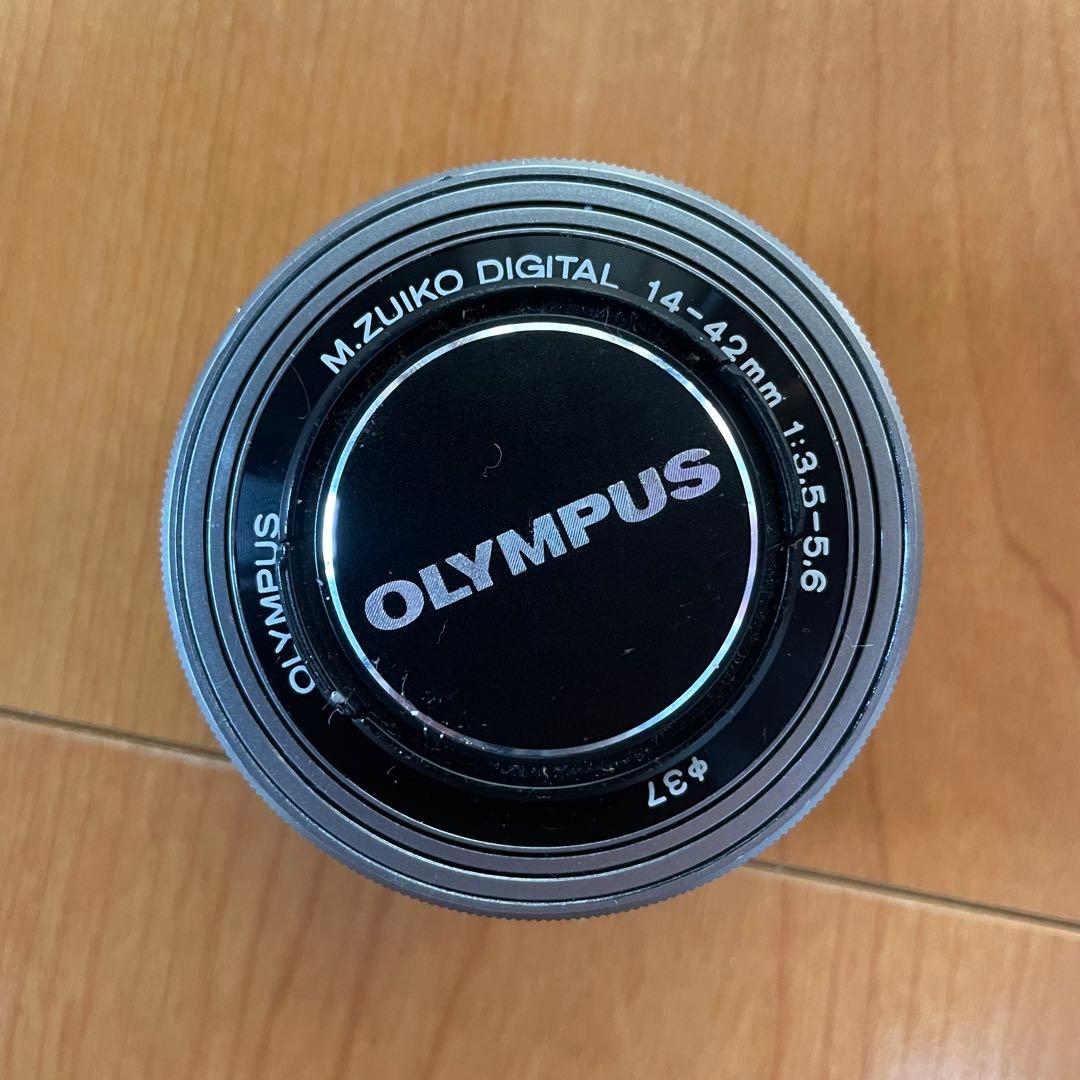 OLYMPUS M.ZUIKO DIGITAL 14-42mm 1:3.5-5.6
φ37
OLYMPUS